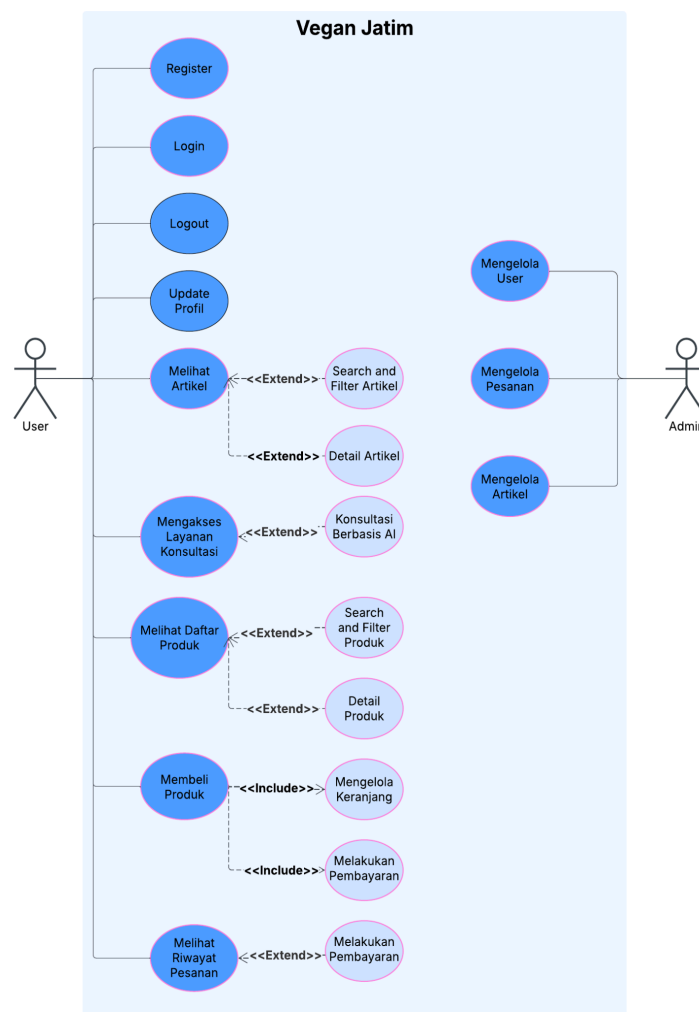 Vegan Jatim
Register
Login
Logout
Update
Profil
Mengelola
User
Melihat
Artikel
<<Extend>>
Search and
Filter Artikel
Mengelola
Pesanan
User
Admin
<<Extend>>
Detail Artikel
Mengelola
Artikel
Mengakses
Layanan
Konsultasi
<<Extend>>
Konsultasi
Berbasis AI
Melihat Daftar
Produk
<<Extend>>
Search
and Filter
Produk
<<Extend>>
Detail
Produk
Membeli
Produk
<<Include>>
Mengelola
Keranjang
<<Include>>
Melakukan
Pembayaran
Melihat
Riwayat
Pesanan
<<Extend>>
Melakukan
Pembayaran